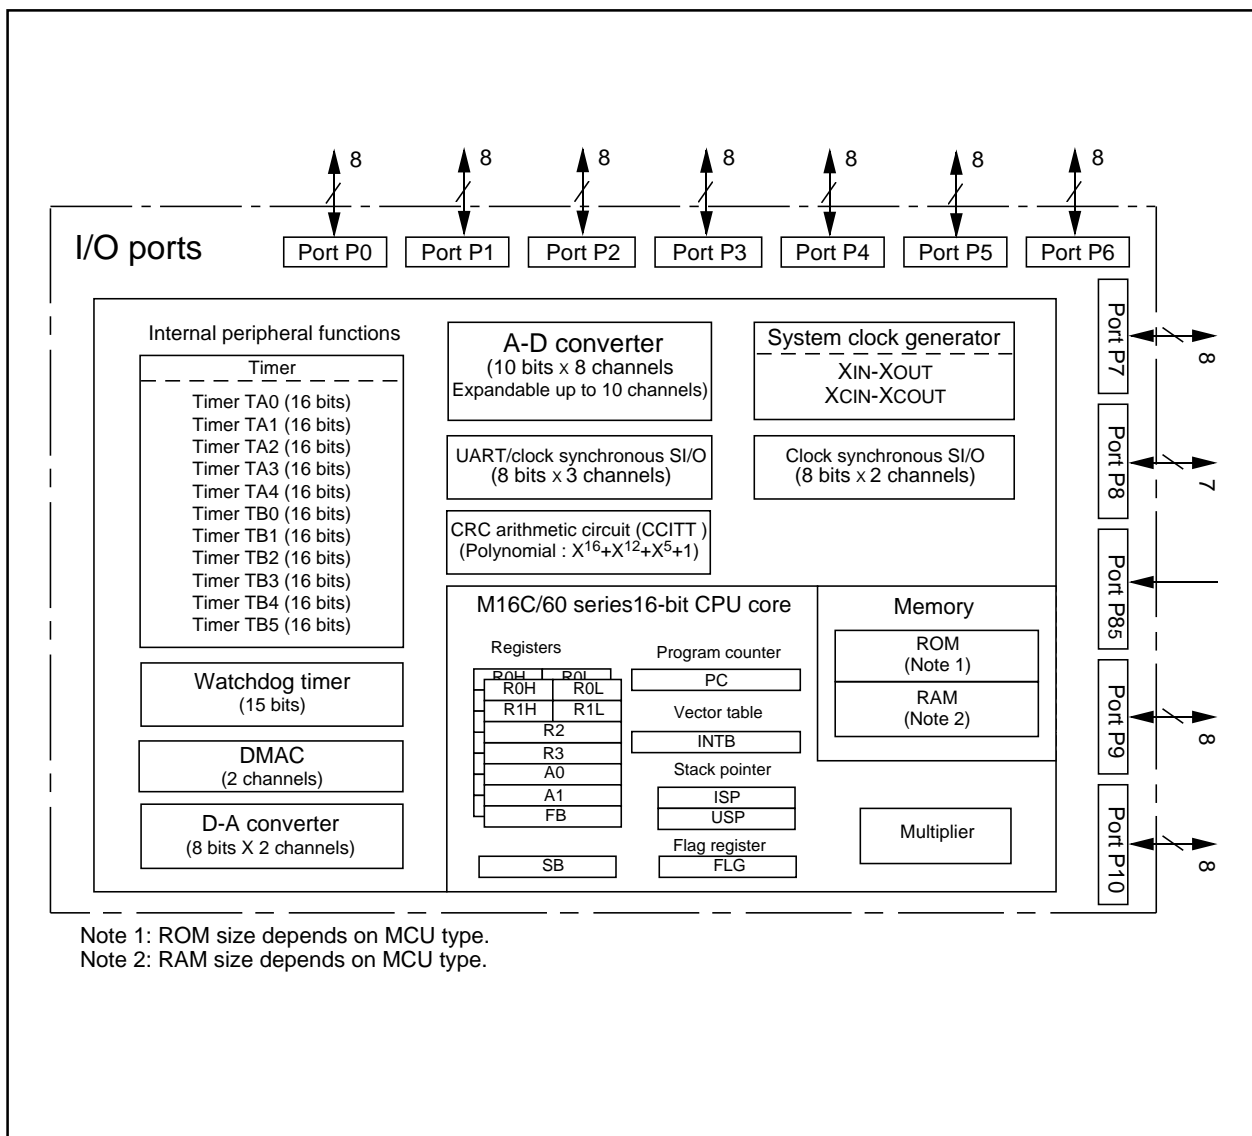 8 8 8 8 8 8 8
I/O ports
Port P0 Port P1 Port P2 Port P3 Port P4 Port P5 Port P6
Internal peripheral functions
Timer
Timer TA0 (16 bits)
Timer TA1 (16 bits)
Timer TA2 (16 bits)
Timer TA3 (16 bits)
Timer TA4 (16 bits)
Timer TB0 (16 bits)
Timer TB1 (16 bits)
Timer TB2 (16 bits)
Timer TB3 (16 bits)
Timer TB4 (16 bits)
Timer TB5 (16 bits)
Watchdog timer
(15 bits)
DMAC
(2 channels)
D-A converter
(8 bits X 2 channels)
A-D converter
(10 bits x 8 channels
Expandable up to 10 channels)
UART/clock synchronous SI/O
(8 bits x 3 channels)
CRC arithmetic circuit (CCITT )
(Polynomial : X16+X12+X5+1)
System clock generator
XIN-XOUT
XCIN-XCOUT
Clock synchronous SI/O
(8 bits x 2 channels)
M16C/60 series16-bit CPU core
Registers
R0H R0L
R0H R0L
R1H R1L
R2
R3
A0
A1
FB
SB
Program counter
PC
Vector table
INTB
Stack pointer
ISP
USP
Flag register
FLG
Memory
ROM
(Note 1)
RAM
(Note 2)
Multiplier
Port P7
8
Port P8
7
Port P85
Port P9
8
Port P10
8
Note 1: ROM size depends on MCU type.
Note 2: RAM size depends on MCU type.